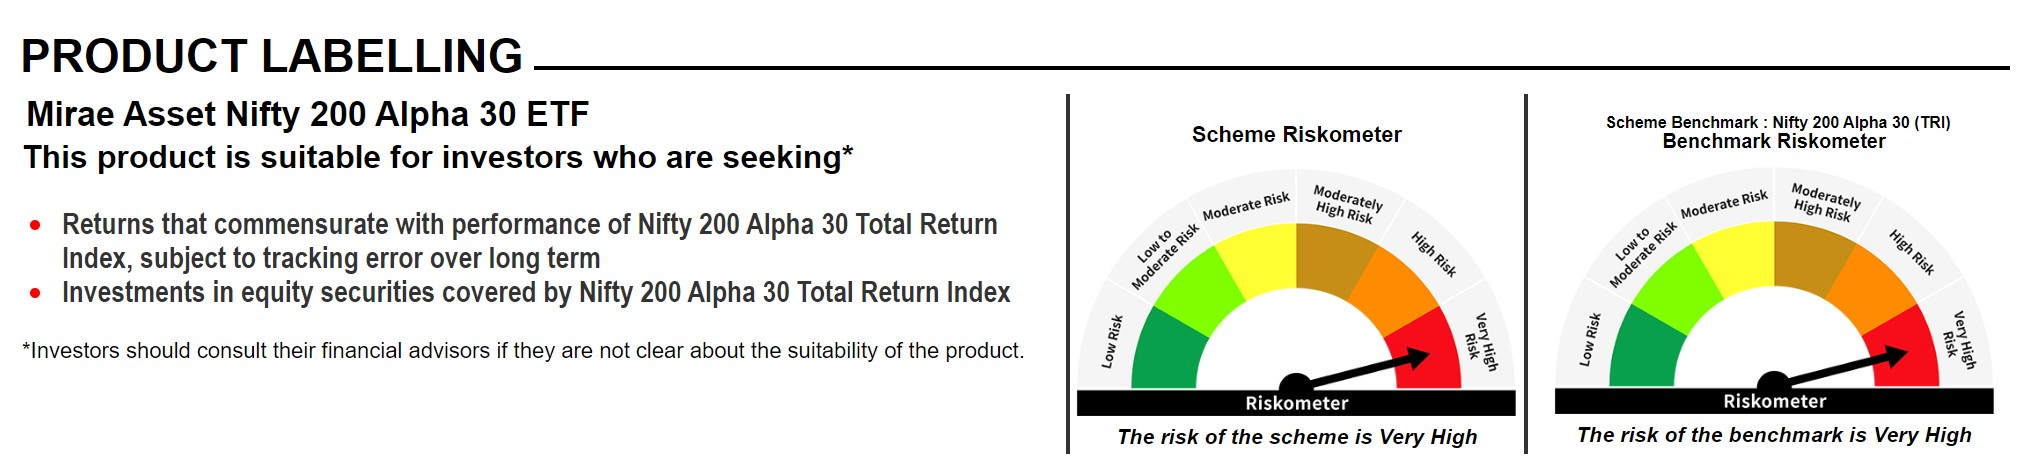 PRODUCT LABELLING
Mirae Asset Nifty 200 Alpha 30 ETF
This product is suitable for investors who are seeking*
Returns that commensurate with performance of Nifty 200 Alpha 30 Total Return
Index, subject to tracking error over long term
Investments in equity securities covered by Nifty 200 Alpha 30 Total Return Index
*Investors should consult their financial advisors if they are not clear about the suitability of the product.
Scheme Riskometer
Low Risk
Low to
Moderate Risk
Moderate Risk
Moderately
High Risk
High Risk
Very High
Risk
Riskometer
The risk of the scheme is Very High
Scheme Benchmark : Nifty 200 Alpha 30 (TRI)
Benchmark Riskometer
Low Risk
Low to
Moderate Risk
Moderate Risk
Moderately
High Risk
High Risk
Very High
Risk
Riskometer
The risk of the benchmark is Very High